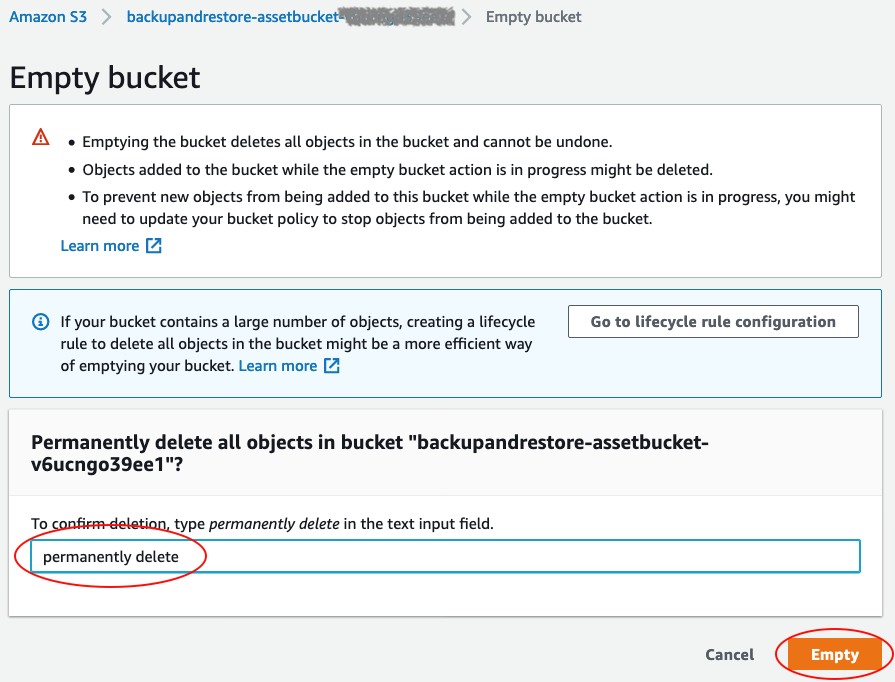 Amazon S3 > backupandrestore-assetbucket- > Empty bucket
Empty bucket
• Emptying the bucket deletes all objects in the bucket and cannot be undone.
• Objects added to the bucket while the empty bucket action is in progress might be deleted.
• To prevent new objects from being added to this bucket while the empty bucket action is in progress, you might
need to update your bucket policy to stop objects from being added to the bucket.
Learn more
If your bucket contains a large number of objects, creating a lifecycle
rule to delete all objects in the bucket might be a more efficient way
of emptying your bucket. Learn more
Go to lifecycle rule configuration
Permanently delete all objects in bucket "backupandrestore-assetbucket-
v6ucngo39ee1"?
To confirm deletion, type permanently delete in the text input field.
permanently delete
Cancel
Empty